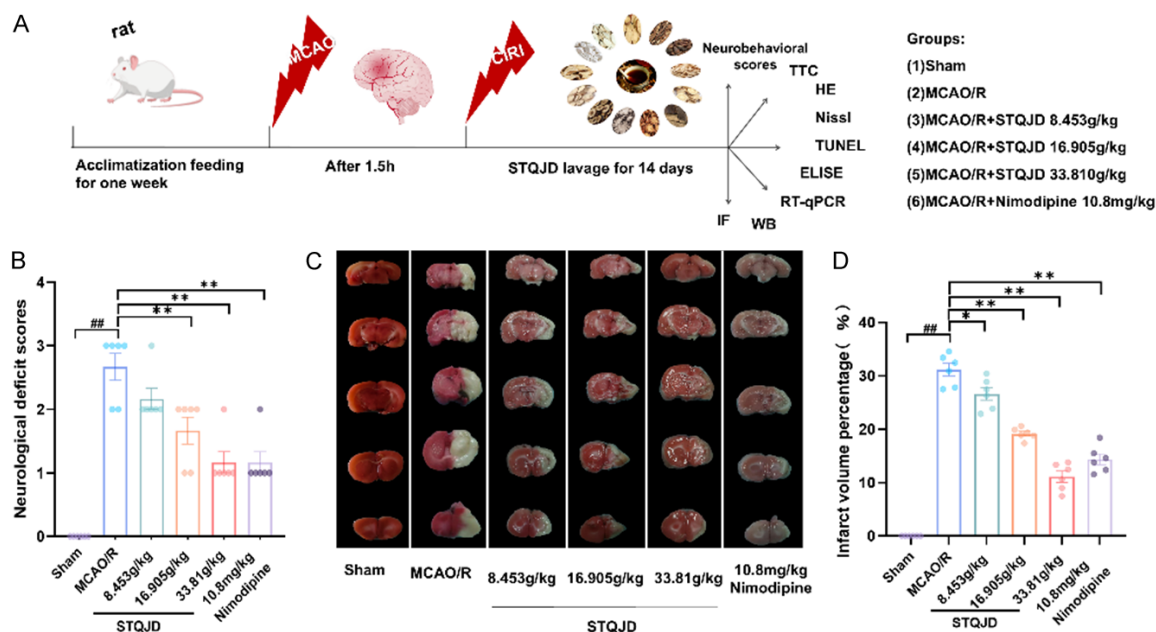 A
rat
MCAO
CIRI
Acclimatization feeding
for one week
After 1.5h
STQJD lavage for 14 days
Neurobehavioral
scores
TTC
HE
Nissl
TUNEL
ELISE
RT-qPCR
WB
IF
Groups:
(1)Sham
(2)MCAO/R
(3)MCAO/R+STQJD 8.453g/kg
(4)MCAO/R+STQJD 16.905g/kg
(5)MCAO/R+STQJD 33.810g/kg
(6)MCAO/R+Nimodipine 10.8mg/kg
B
Neurological deficit scores
4
3
2
1
0
##
**
**
**
Sham
MCAO/R
8.453g/kg
16.905g/kg
33.81g/kg
10.8mg/kg
Nimodipine
STQJD
C
Sham
MCAO/R
8.453g/kg
16.905g/kg
33.81g/kg
10.8mg/kg
Nimodipine
STQJD
D
Infarct volume percentage( %)
40
30
20
10
0
##
*
**
**
**
Sham
MCAO/R
8.453g/kg
16.905g/kg
33.81g/kg
10.8mg/kg
Nimodipine
STQJD